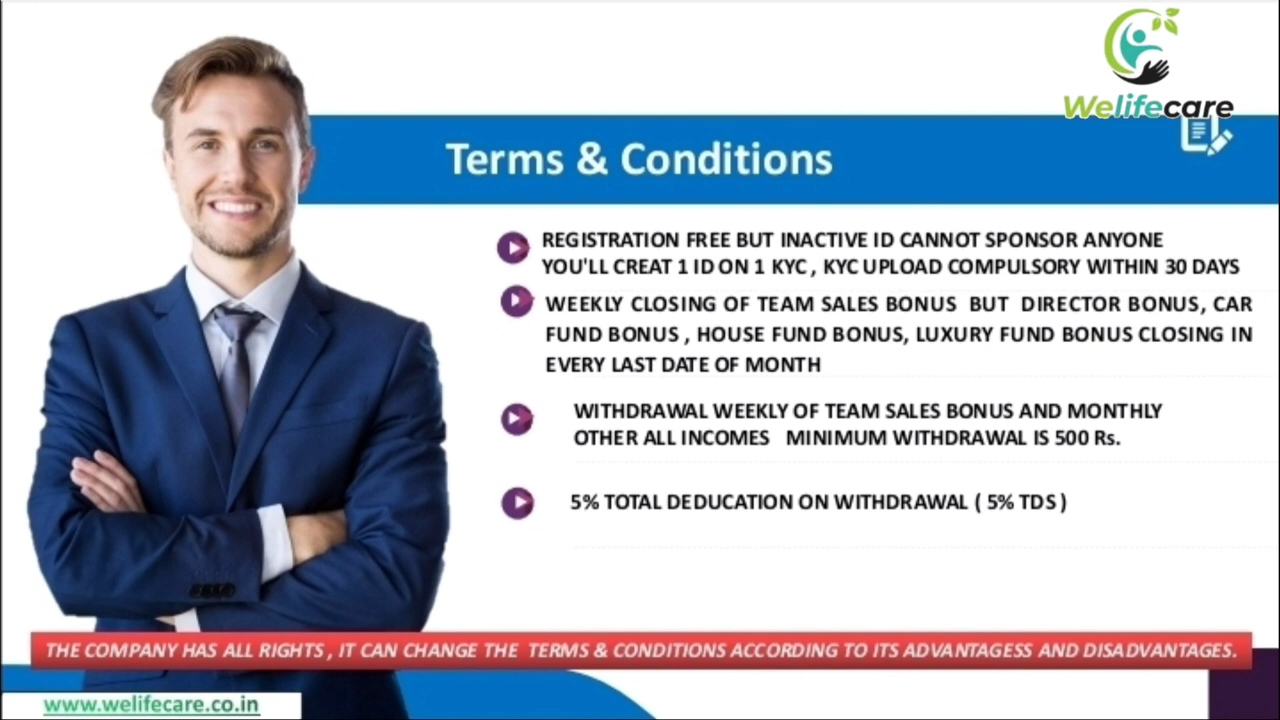 Welifecare
Terms & Conditions
REGISTRATION FREE BUT INACTIVE ID CANNOT SPONSOR ANYONE
YOU'LL CREAT 1 ID ON 1 KYC , KYC UPLOAD COMPULSORY WITHIN 30 DAYS
WEEKLY CLOSING OF TEAM SALES BONUS BUT DIRECTOR BONUS, CAR
FUND BONUS , HOUSE FUND BONUS, LUXURY FUND BONUS CLOSING IN
EVERY LAST DATE OF MONTH
WITHDRAWAL WEEKLY OF TEAM SALES BONUS AND MONTHLY
OTHER ALL INCOMES MINIMUM WITHDRAWAL IS 500 Rs.
5% TOTAL DEDUCATION ON WITHDRAWAL ( 5% TDS )
THE COMPANY HAS ALL RIGHTS , IT CAN CHANGE THE TERMS & CONDITIONS ACCORDING TO ITS ADVANTAGESS AND DISADVANTAGES.
www.welifecare.co.in